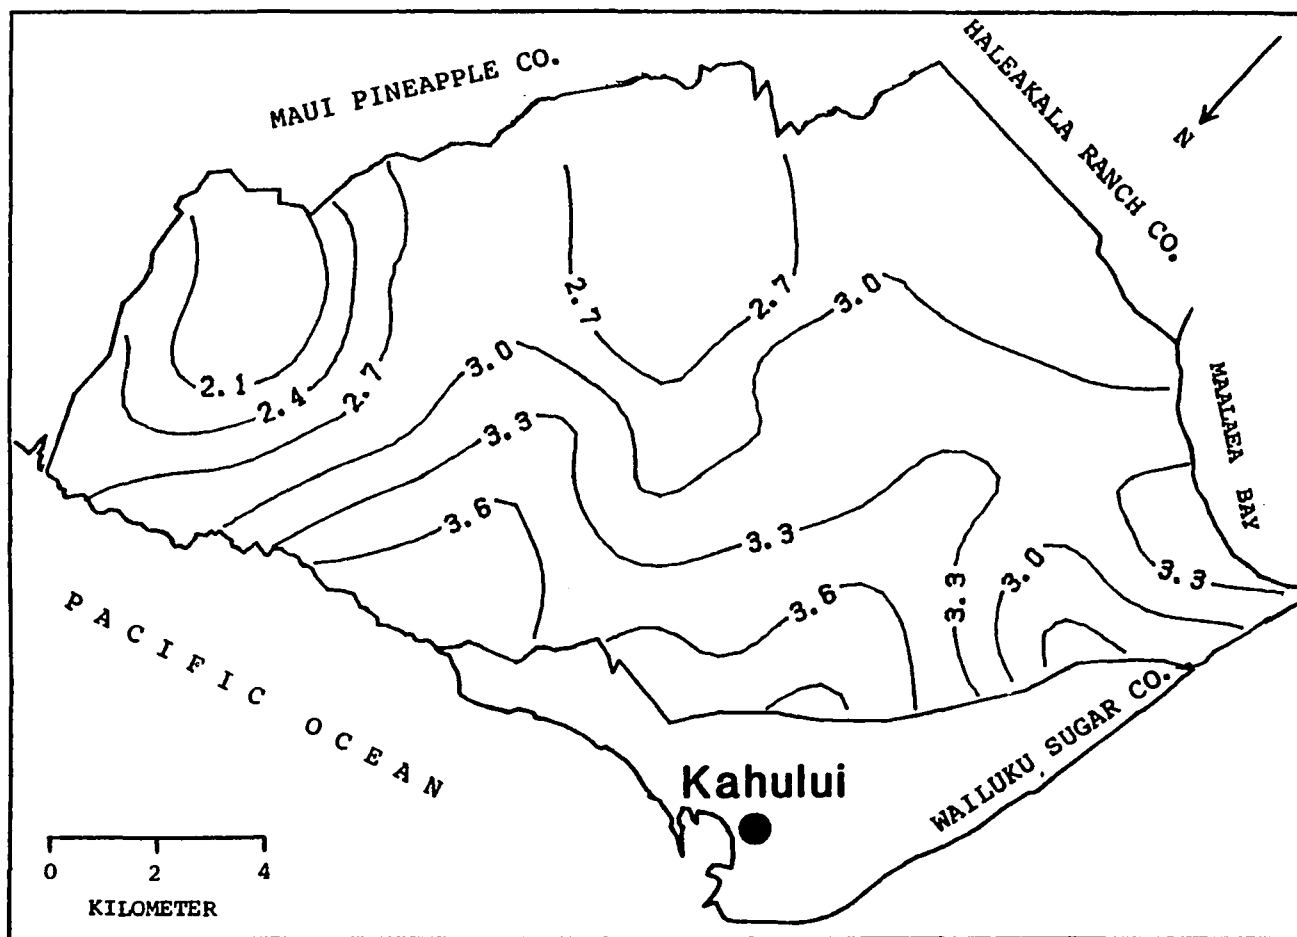 MAUI PINEAPPLE CO.
HALEAKALA RANCH CO.
N
2.7
2.7
3.0
2.1
2.4
2.7
3.0
3.3
3.6
3.3
3.6
3.3
3.0
3.3
MAALAEA BAY
PACIFIC OCEAN
WAILUKU SUGAR CO.
Kahului
0 2 4
KILOMETER